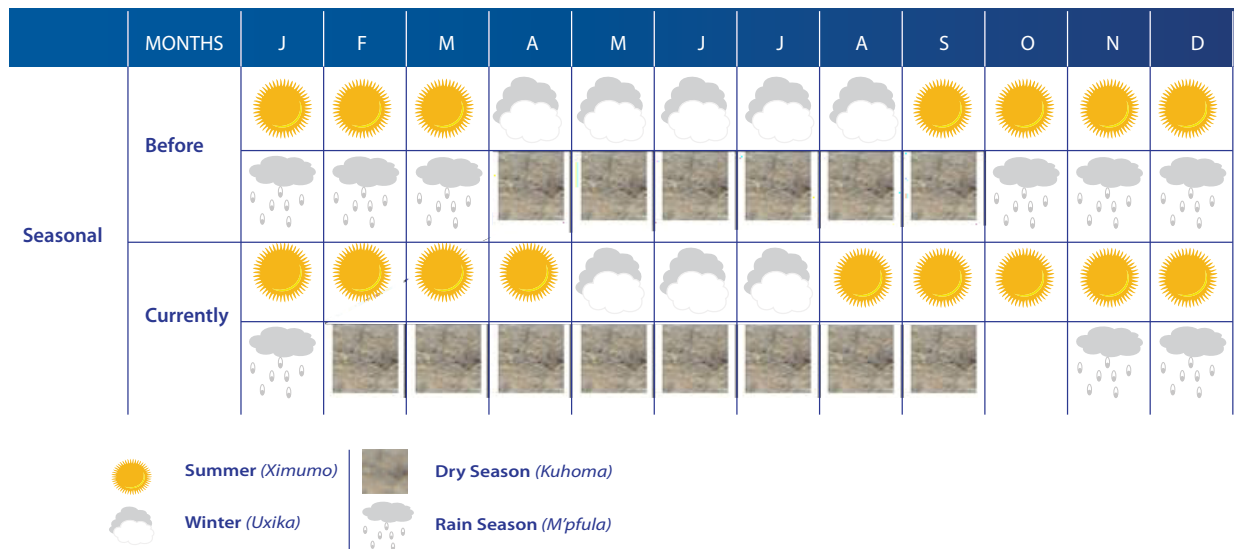 MONTHS J F M A M J J A S O N D
Before
Seasonal
Currently
Summer (Ximumo)
Dry Season (Kuhoma)
Winter (Uxika)
Rain Season (M'pfula)